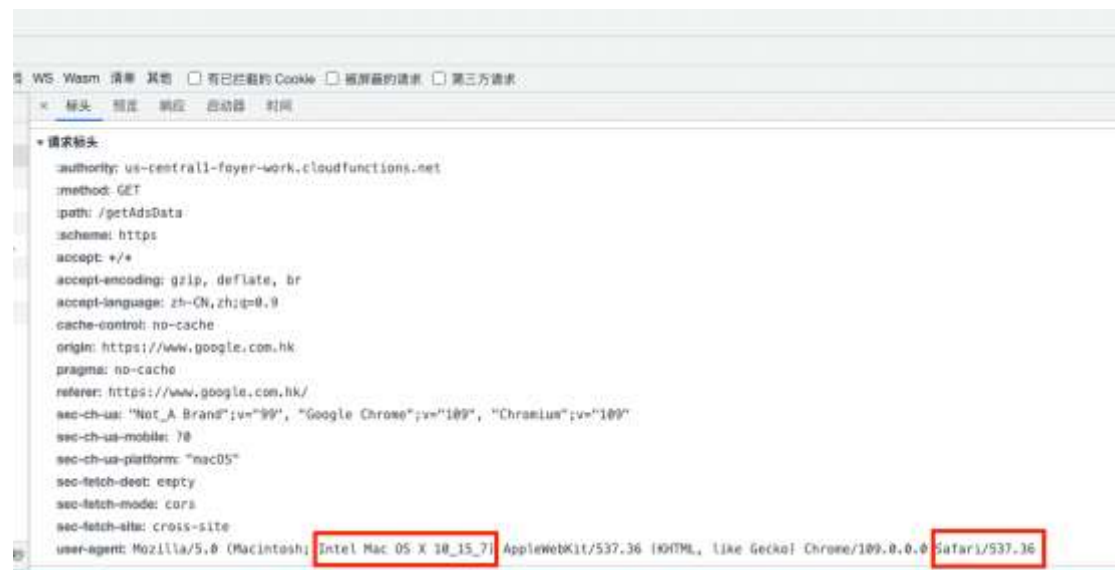 WS Wasm 清单 其他 有已拦截的 Cookie 被屏蔽的请求 第三方请求
× 标头 预览 响应 启动器 时间
▾ 请求标头
:authority: us-central1-foyer-work.cloudfunctions.net
:method: GET
:path: /getAdsData
:scheme: https
accept: */*
accept-encoding: gzip, deflate, br
accept-language: zh-CN,zh;q=0.9
cache-control: no-cache
origin: https://www.google.com.hk
pragma: no-cache
referer: https://www.google.com.hk/
sec-ch-ua: "Not_A Brand";v="99", "Google Chrome";v="109", "Chromium";v="109"
sec-ch-ua-mobile: ?0
sec-ch-ua-platform: "macOS"
sec-fetch-dest: empty
sec-fetch-mode: cors
sec-fetch-site: cross-site
user-agent: Mozilla/5.0 (Macintosh; Intel Mac OS X 10_15_7) AppleWebKit/537.36 (KHTML, like Gecko) Chrome/109.0.0.0 Safari/537.36